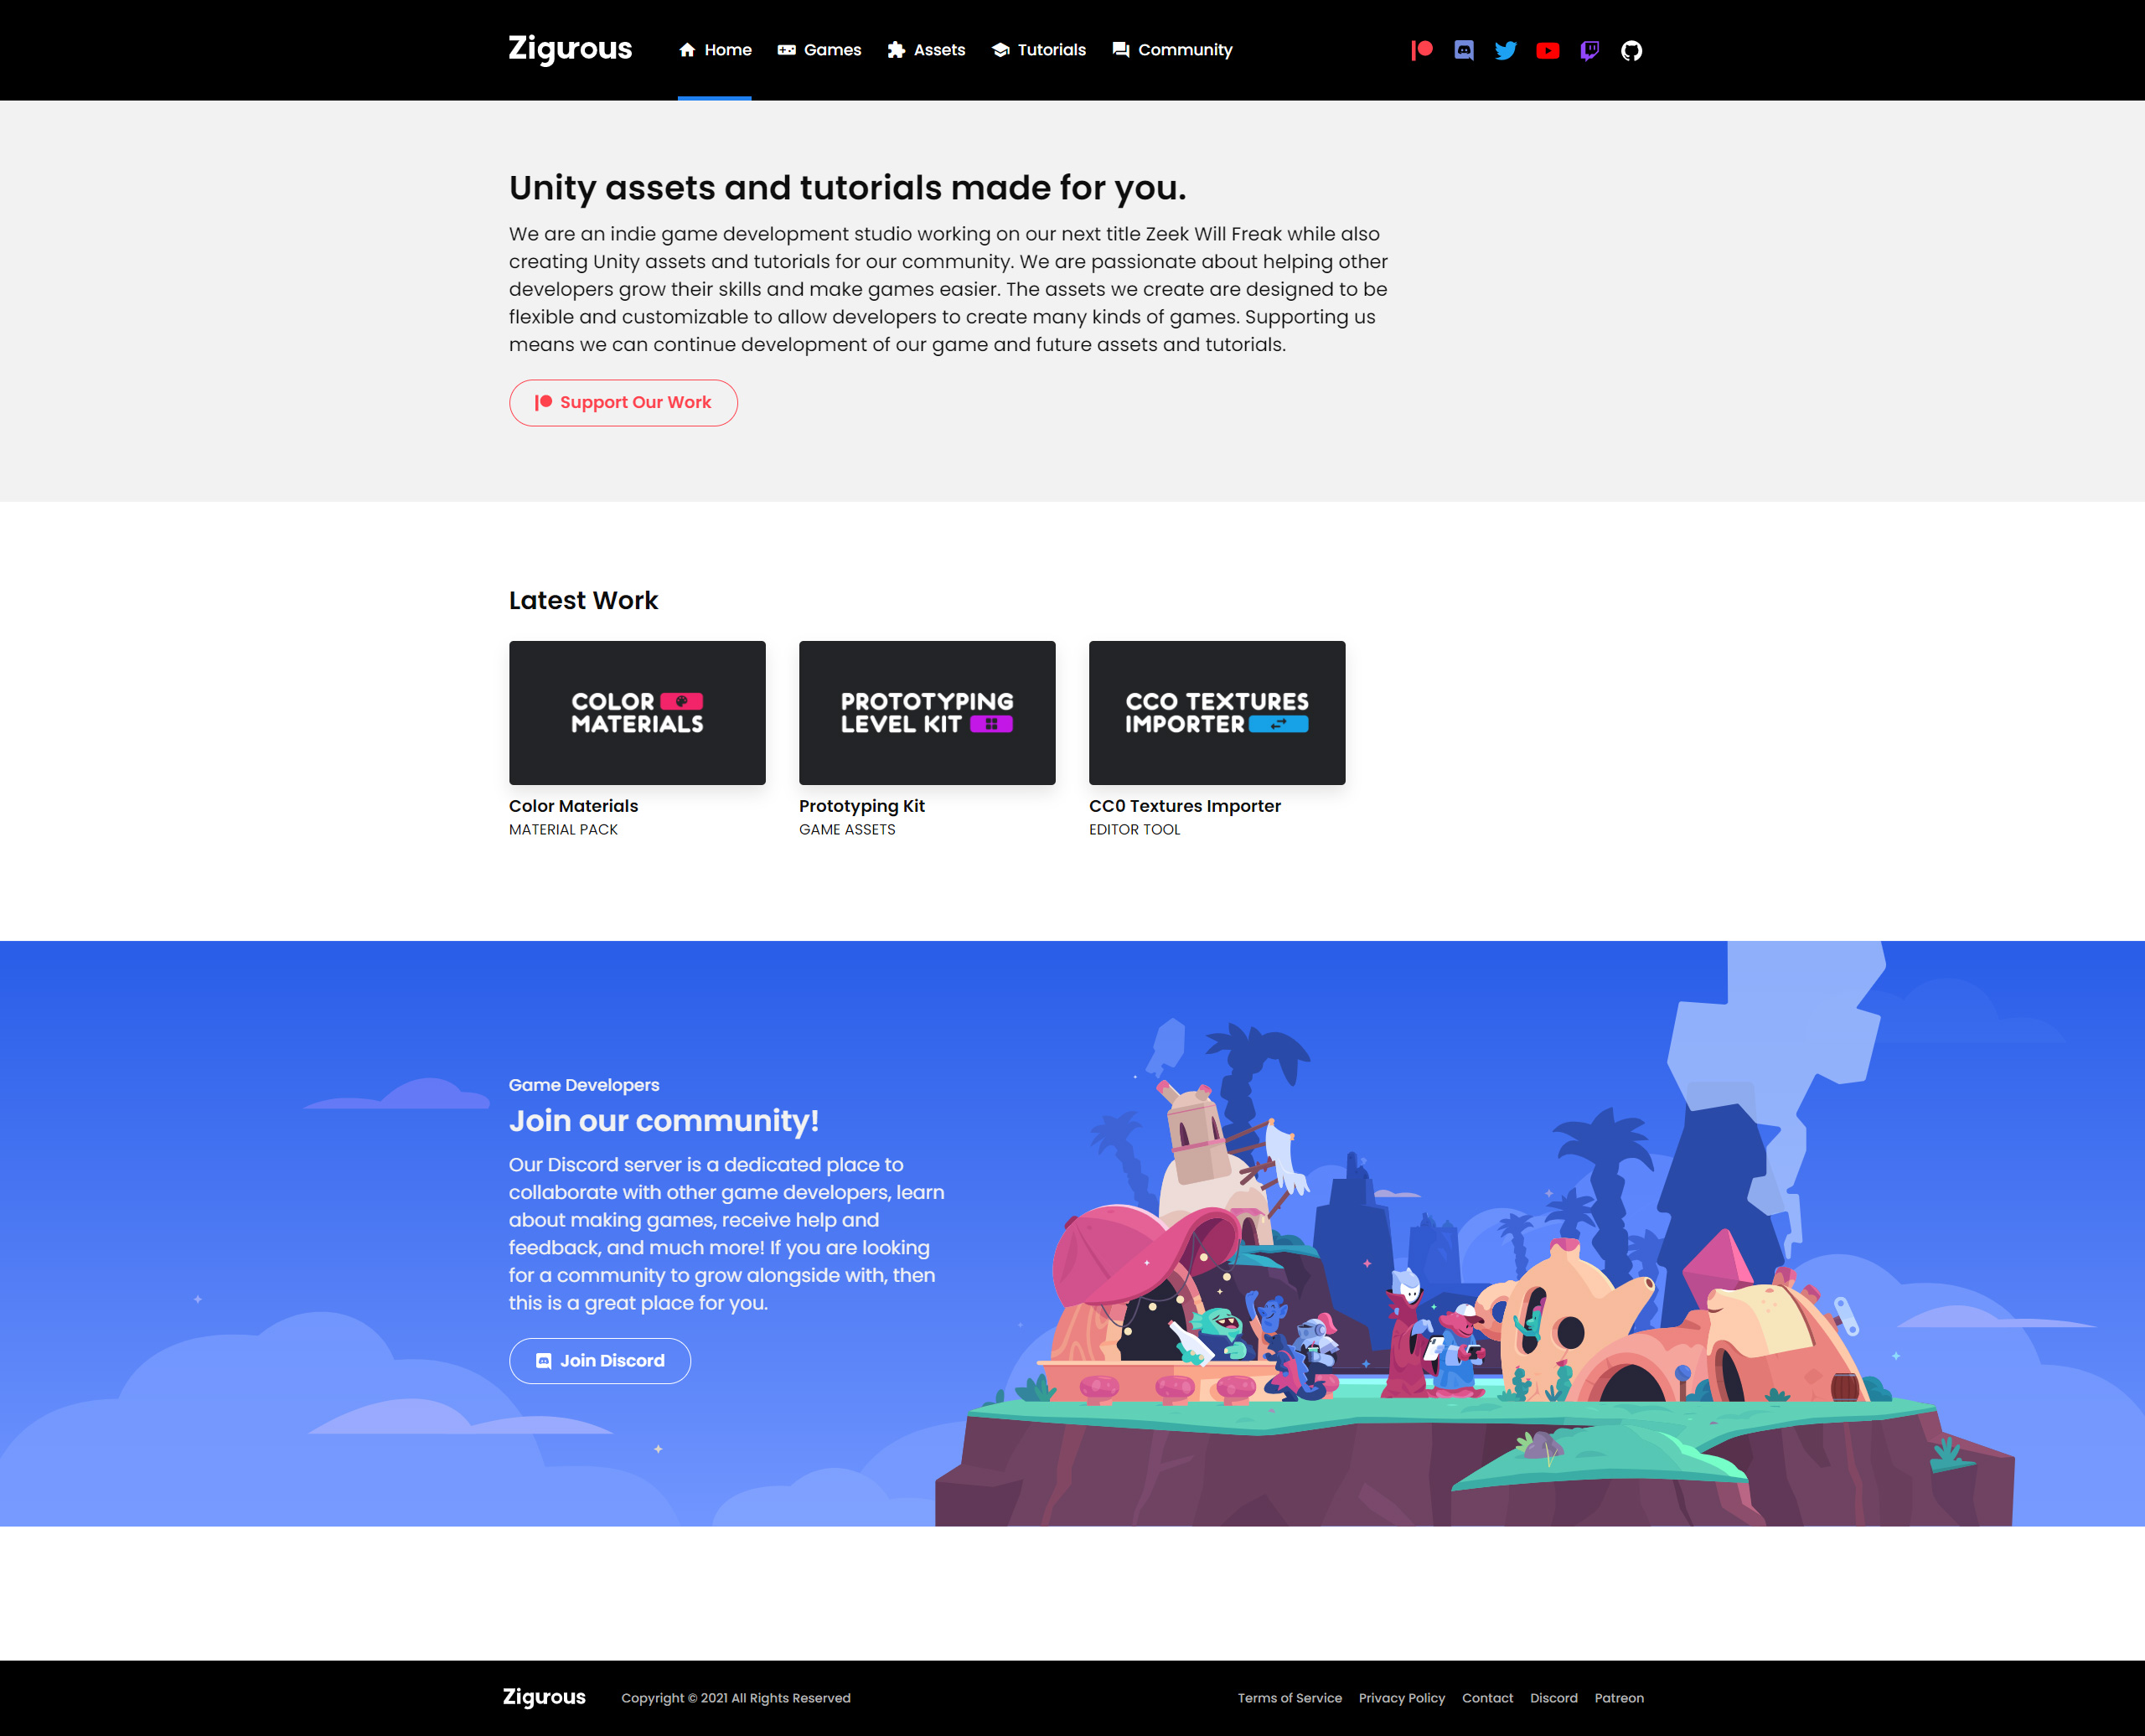 Zigurous
Home
Games
Assets
Tutorials
Community
Unity assets and tutorials made for you.
We are an indie game development studio working on our next title Zeek Will Freak while also
creating Unity assets and tutorials for our community. We are passionate about helping other
developers grow their skills and make games easier. The assets we create are designed to be
flexible and customizable to allow developers to create many kinds of games. Supporting us
means we can continue development of our game and future assets and tutorials.
Support Our Work
Latest Work
COLOR
MATERIALS
Color Materials
MATERIAL PACK
PROTOTYPING
LEVEL KIT
Prototyping Kit
GAME ASSETS
CC0 TEXTURES
IMPORTER
CC0 Textures Importer
EDITOR TOOL
Game Developers
Join our community!
Our Discord server is a dedicated place to
collaborate with other game developers, learn
about making games, receive help and
feedback, and much more! If you are looking
for a community to grow alongside with, then
this is a great place for you.
Join Discord
Zigurous
Copyright © 2021 All Rights Reserved
Terms of Service
Privacy Policy
Contact
Discord
Patreon